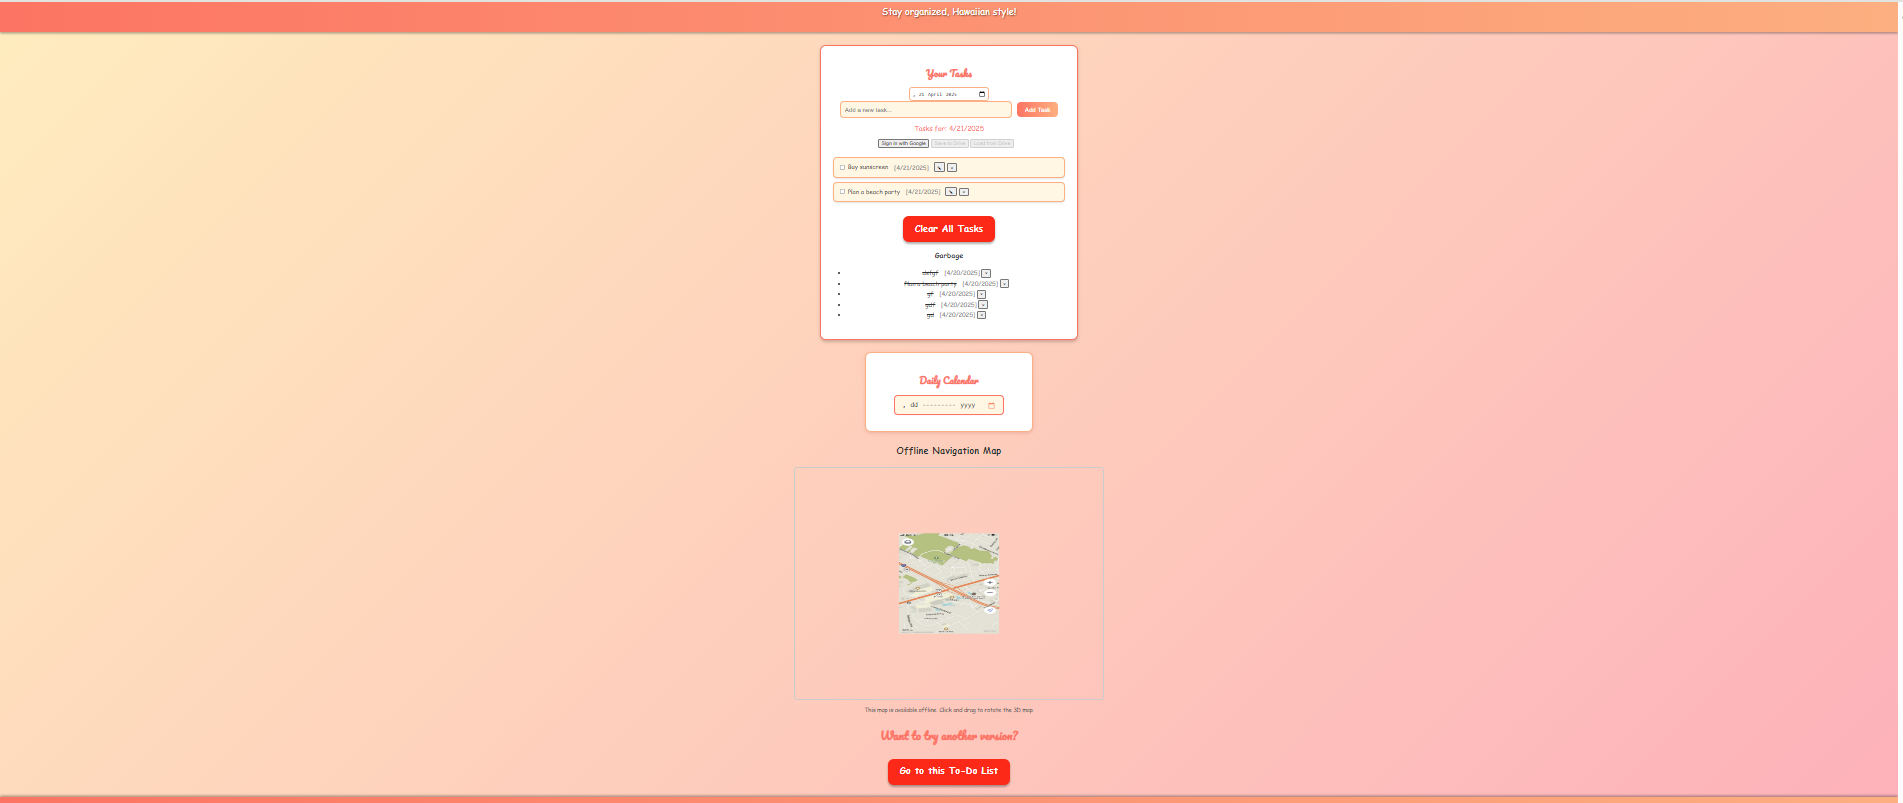 Stay organized, Hawaiian style!
Your Tasks
, 21 April 2025
Add a new task...
Add Task
Tasks for: 4/21/2025
Sign in with Google Save to Drive Load from Drive
Buy sunscreen [4/21/2025]
Plan a beach party [4/21/2025]
Clear All Tasks
Garbage
[4/20/2025]
Plan a beach party [4/20/2025]
gf [4/20/2025]
gdf [4/20/2025]
gd [4/20/2025]
Daily Calendar
, dd --------- yyyy
Offline Navigation Map
This map is available offline. Click and drag to rotate the 3D map.
Want to try another version?
Go to this To-Do List